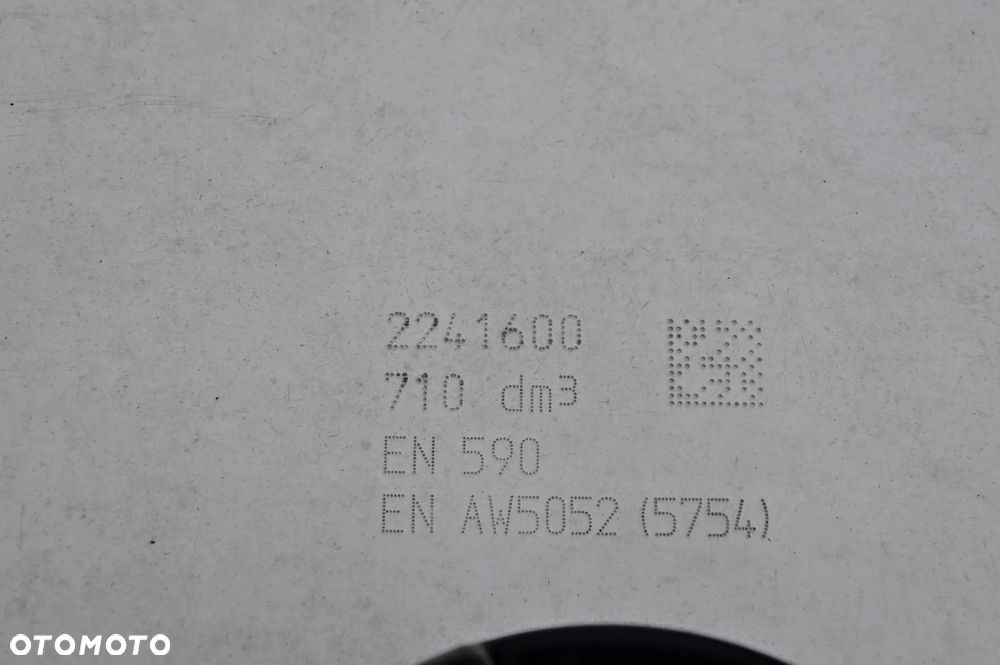 2241600
710 dm³
EN 590
EN AW5052 (5754)
OTOMOTO